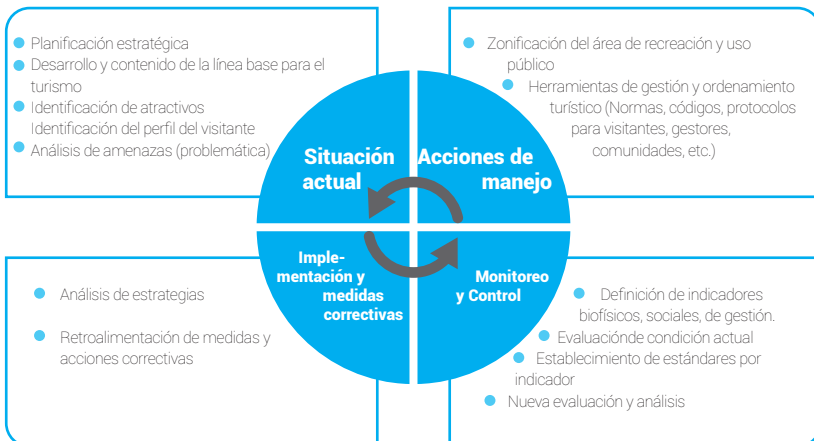 Planificación estratégica
Desarrollo y contenido de la línea base para el
turismo
Identificación de atractivos
Identificación del perfil del visitante
Análisis de amenazas (problemática)
Zonificación del área de recreación y uso
público
Herramientas de gestión y ordenamiento
turístico (Normas, códigos, protocolos
para visitantes, gestores,
comunidades, etc.)
Situación
actual
Acciones de
manejo
Imple-
mentación y
medidas
correctivas
Monitoreo
y Control
Análisis de estrategias
Retroalimentación de medidas y
acciones correctivas
Definición de indicadores
biofísicos, sociales, de gestión.
Evaluaciónde condición actual
Establecimiento de estándares por
indicador
Nueva evaluación y análisis